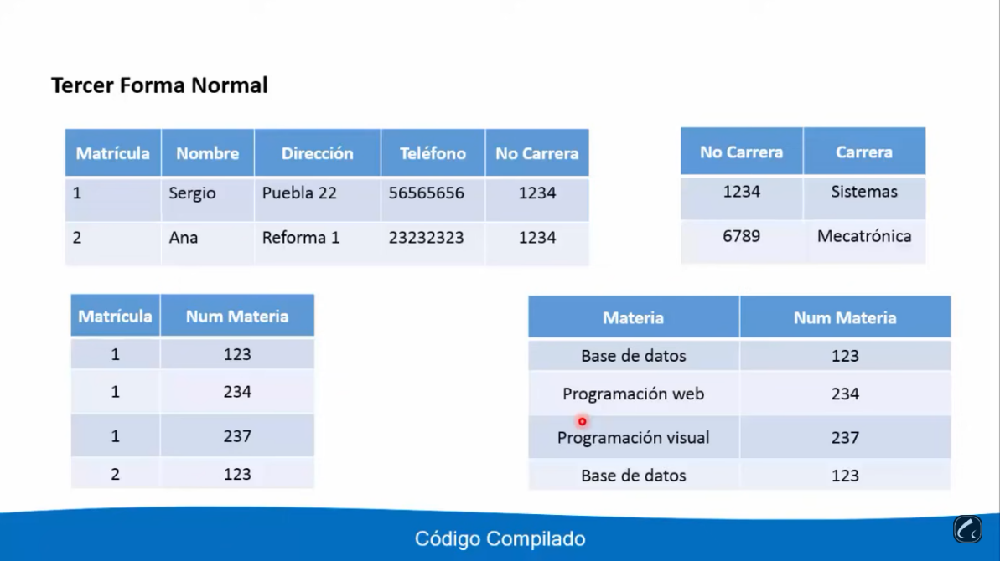 Tercer Forma Normal
Matrícula Nombre Dirección Teléfono No Carrera
1 Sergio Puebla 22 56565656 1234
2 Ana Reforma 1 23232323 1234
No Carrera Carrera
1234 Sistemas
6789 Mecatrónica
Matrícula Num Materia
1 123
1 234
1 237
2 123
Materia Num Materia
Base de datos 123
Programación web 234
Programación visual 237
Base de datos 123
Código Compilado